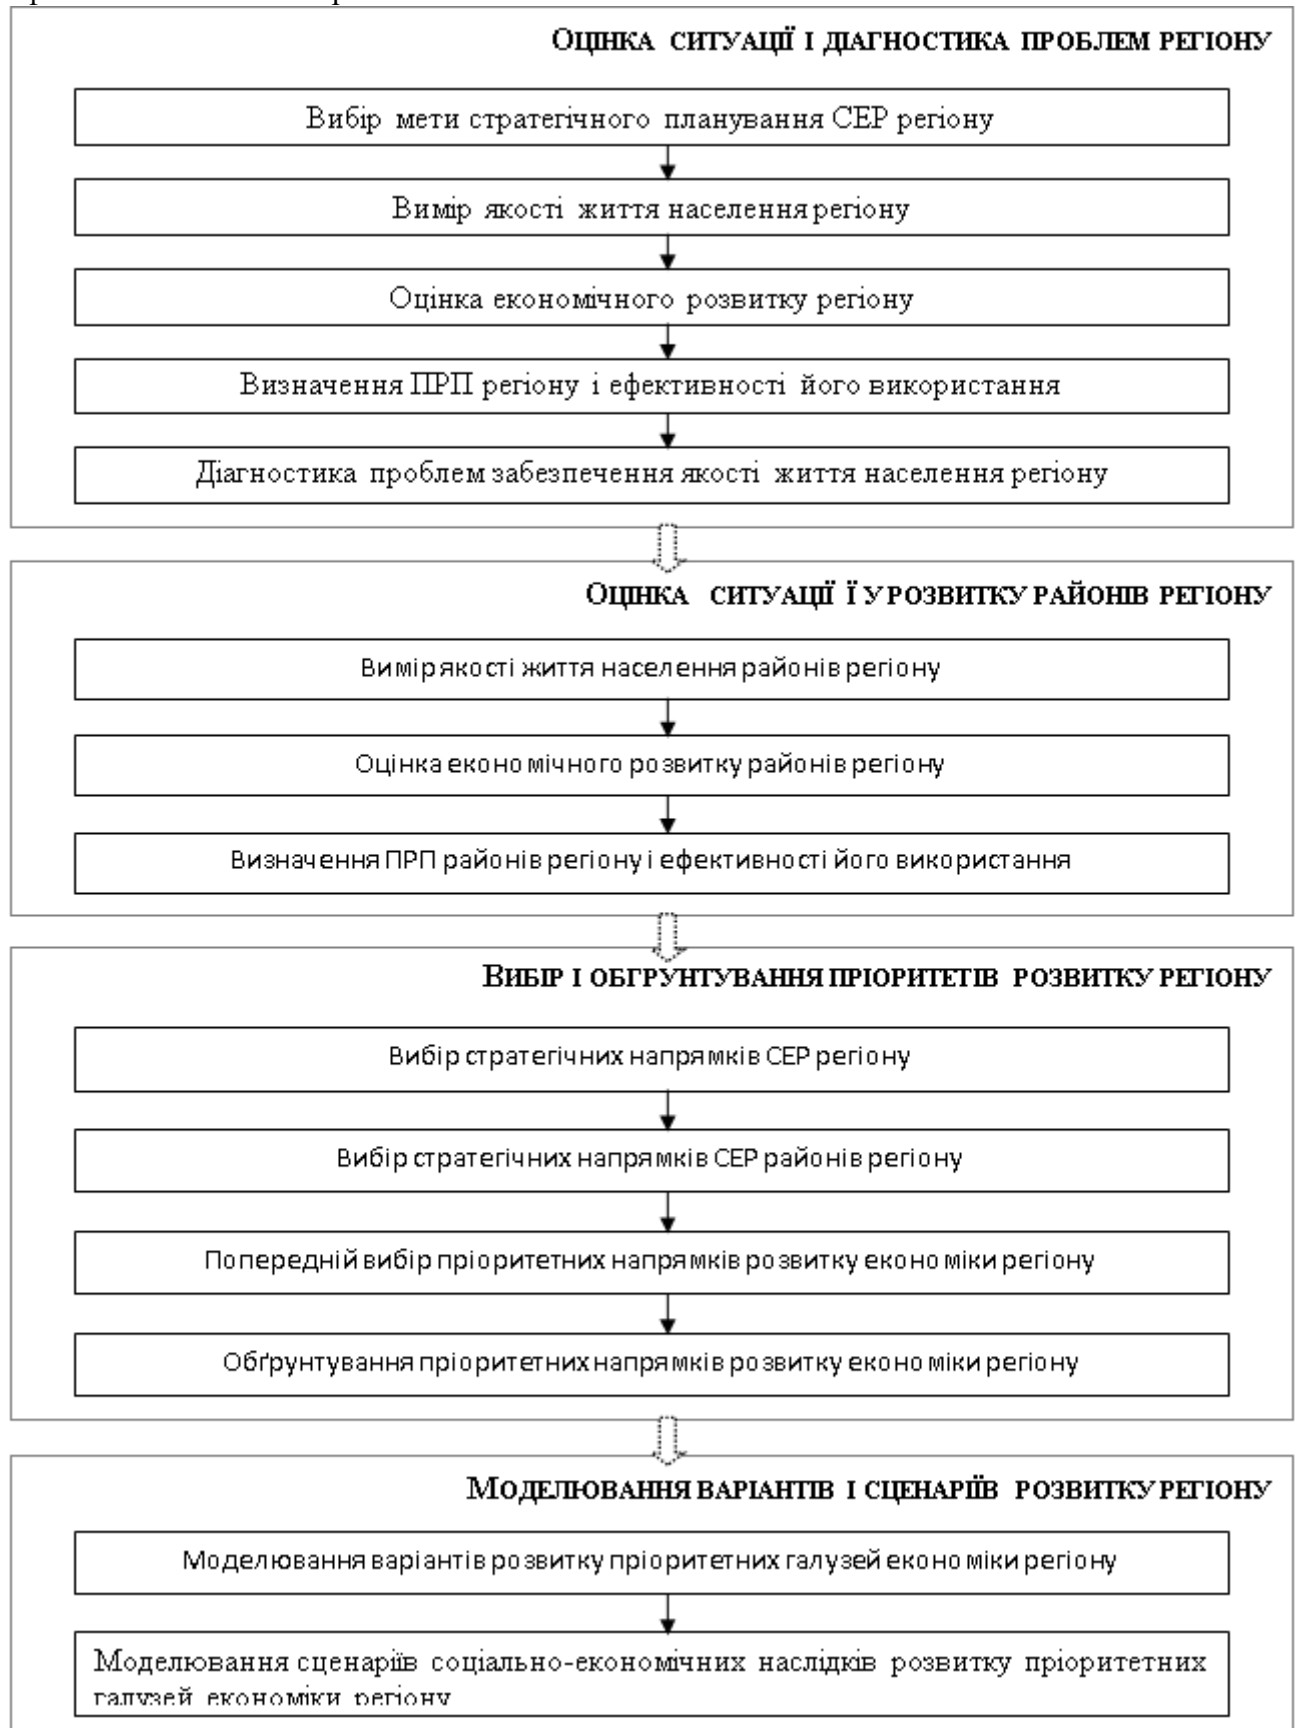 ОЦІНКА СИТУАЦІЇ І ДІАГНОСТИКА ПРОБЛЕМ РЕГІОНУ
Вибір мети стратегічного планування СЕР регіону
Вимір якості життя населення регіону
Оцінка економічного розвитку регіону
Визначення ПРП регіону і ефективності його використання
Діагностика проблем забезпечення якості життя населення регіону
ОЦІНКА СИТУАЦІЇ Ї У РОЗВИТКУ РАЙОНІВ РЕГІОНУ
Вимір якості життя населення районів регіону
Оцінка економічного розвитку районів регіону
Визначення ПРП районів регіону і ефективності його використання
ВИБІР І ОБГРУНТУВАННЯ ПРІОРИТЕТІВ РОЗВИТКУ РЕГІОНУ
Вибір стратегічних напрямків СЕР регіону
Вибір стратегічних напрямків СЕР районів регіону
Попередній вибір пріоритетних напрямків розвитку економіки регіону
Обґрунтування пріоритетних напрямків розвитку економіки регіону
МОДЕЛЮВАННЯ ВАРІАНТІВ І СЦЕНАРІЇВ РОЗВИТКУ РЕГІОНУ
Моделювання варіантів розвитку пріоритетних галузей економіки регіону
Моделювання сценаріїв соціально-економічних наслідків розвитку пріоритетних
галузей економіки регіону